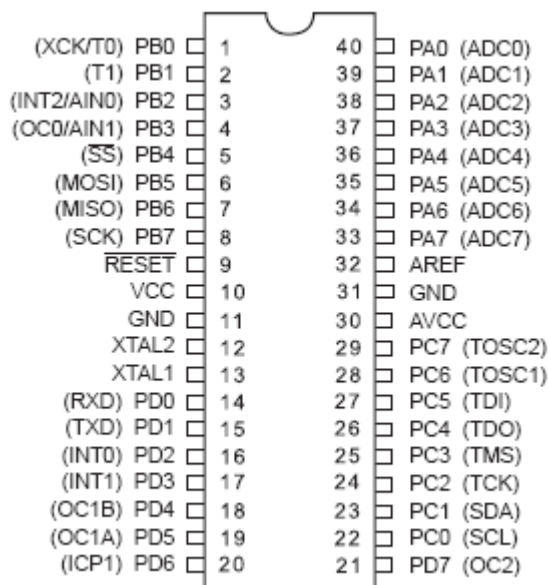 (XCK/T0) PB0 1 40 PA0 (ADC0)
(T1) PB1 2 39 PA1 (ADC1)
(INT2/AIN0) PB2 3 38 PA2 (ADC2)
(OC0/AIN1) PB3 4 37 PA3 (ADC3)
(SS) PB4 5 36 PA4 (ADC4)
(MOSI) PB5 6 35 PA5 (ADC5)
(MISO) PB6 7 34 PA6 (ADC6)
(SCK) PB7 8 33 PA7 (ADC7)
RESET 9 32 AREF
VCC 10 31 GND
GND 11 30 AVCC
XTAL2 12 29 PC7 (TOSC2)
XTAL1 13 28 PC6 (TOSC1)
(RXD) PD0 14 27 PC5 (TDI)
(TXD) PD1 15 26 PC4 (TDO)
(INT0) PD2 16 25 PC3 (TMS)
(INT1) PD3 17 24 PC2 (TCK)
(OC1B) PD4 18 23 PC1 (SDA)
(OC1A) PD5 19 22 PC0 (SCL)
(ICP1) PD6 20 21 PD7 (OC2)